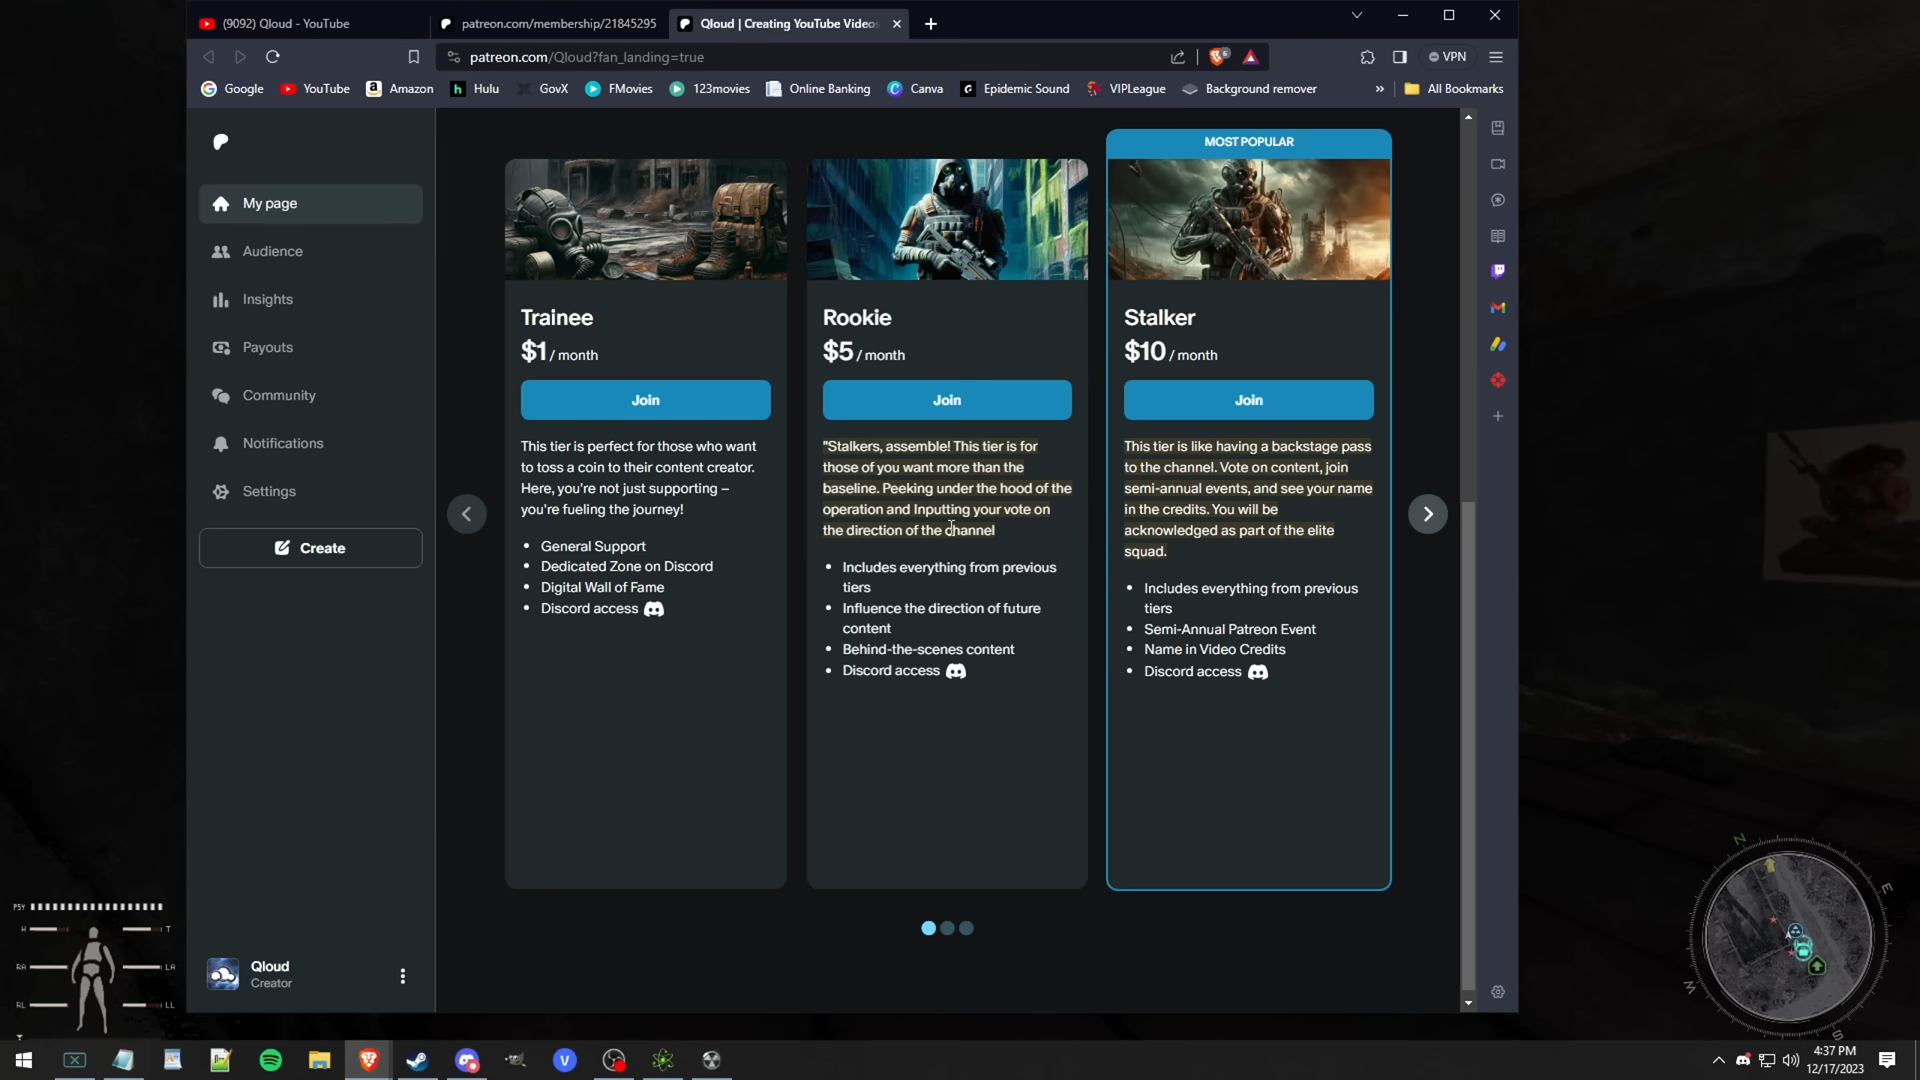 (9092) Qloud - YouTube
patreon.com/membership/21845295
Qloud | Creating YouTube Videos
patreon.com/Qloud?fan_landing=true
6
VPN
Google
YouTube
Amazon
Hulu
GovX
FMovies
123movies
Online Banking
Canva
Epidemic Sound
VIPLeague
Background remover
»
All Bookmarks
My page
Audience
Insights
Payouts
Community
Notifications
Settings
Create
Qloud
Creator
Trainee
$1 / month
Join
This tier is perfect for those who want
to toss a coin to their content creator.
Here, you're not just supporting –
you're fueling the journey!
• General Support
• Dedicated Zone on Discord
• Digital Wall of Fame
• Discord access
Rookie
$5 / month
Join
"Stalkers, assemble! This tier is for
those of you want more than the
baseline. Peeking under the hood of the
operation and Inputting your vote on
the direction of the channel
• Includes everything from previous
tiers
• Influence the direction of future
content
• Behind-the-scenes content
• Discord access
MOST POPULAR
Stalker
$10 / month
Join
This tier is like having a backstage pass
to the channel. Vote on content, join
semi-annual events, and see your name
in the credits. You will be
acknowledged as part of the elite
squad.
• Includes everything from previous
tiers
• Semi-Annual Patreon Event
• Name in Video Credits
• Discord access
PSY
H
T
RA
LA
RL
LL
N
E
W
S
4:37 PM
12/17/2023